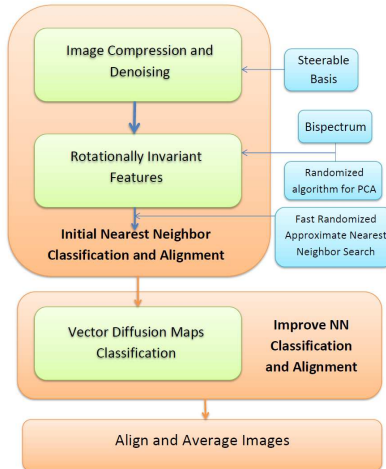 Image Compression and
Denoising
Steerable
Basis
Bispectrum
Rotationally Invariant
Features
Randomized
algorithm for PCA
Fast Randomized
Approximate Nearest
Neighbor Search
Initial Nearest Neighbor
Classification and Alignment
Vector Diffusion Maps
Classification
Improve NN
Classification
and Alignment
Align and Average Images